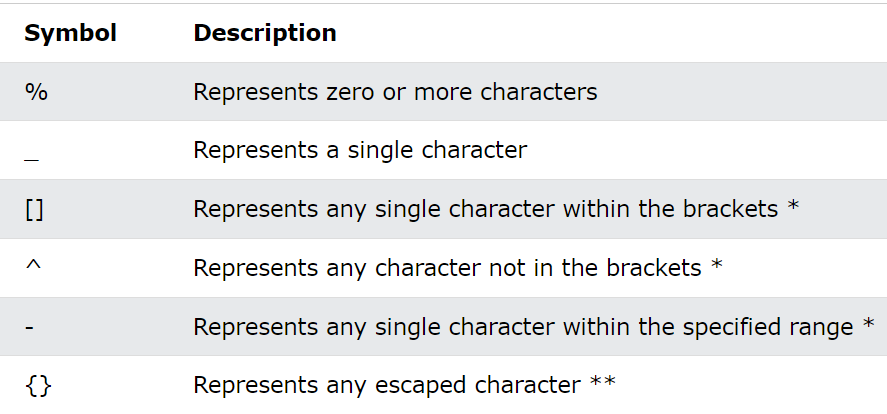 Symbol Description
% Represents zero or more characters
_ Represents a single character
[] Represents any single character within the brackets *
^ Represents any character not in the brackets *
- Represents any single character within the specified range *
{} Represents any escaped character **